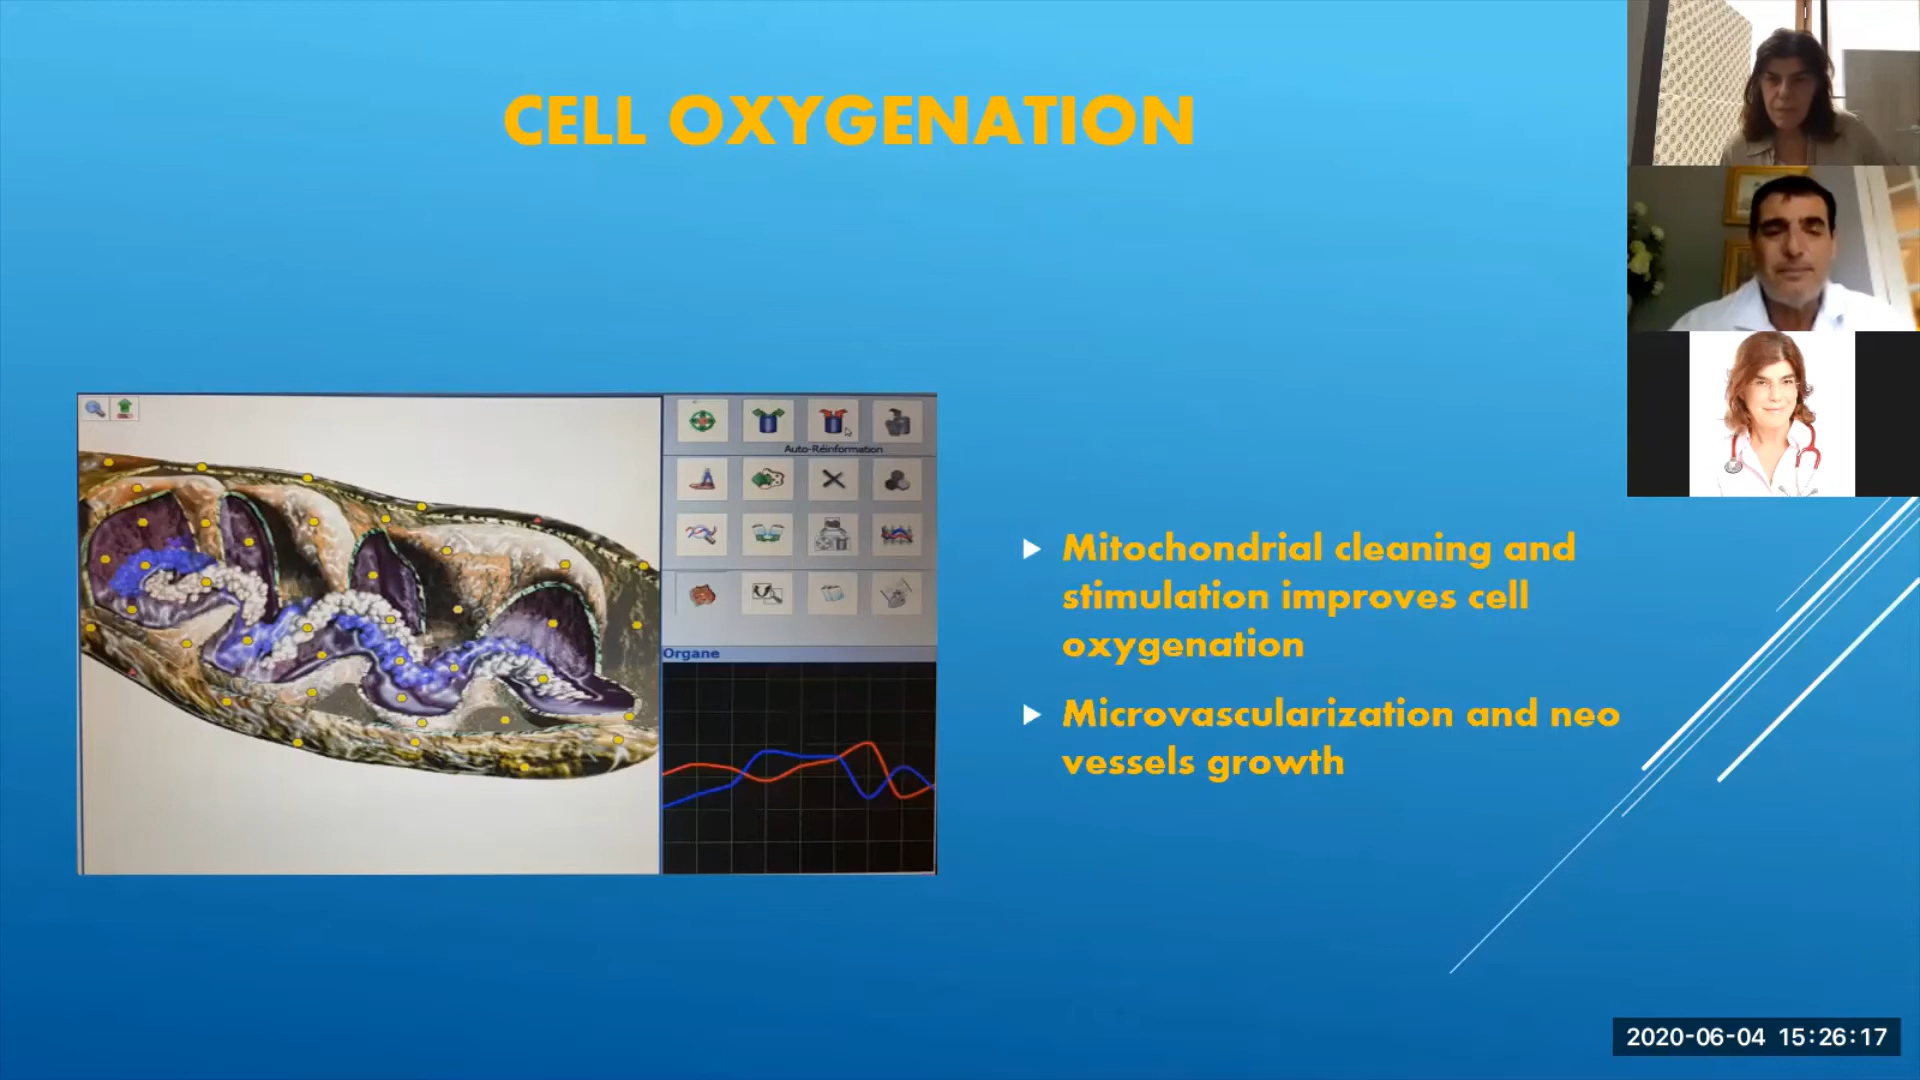 CELL OXYGENATION
Auto-Réinformation
Organe
Mitochondrial cleaning and
stimulation improves cell
oxygenation
Microvascularization and neo
vessels growth
2020-06-04 15:26:17